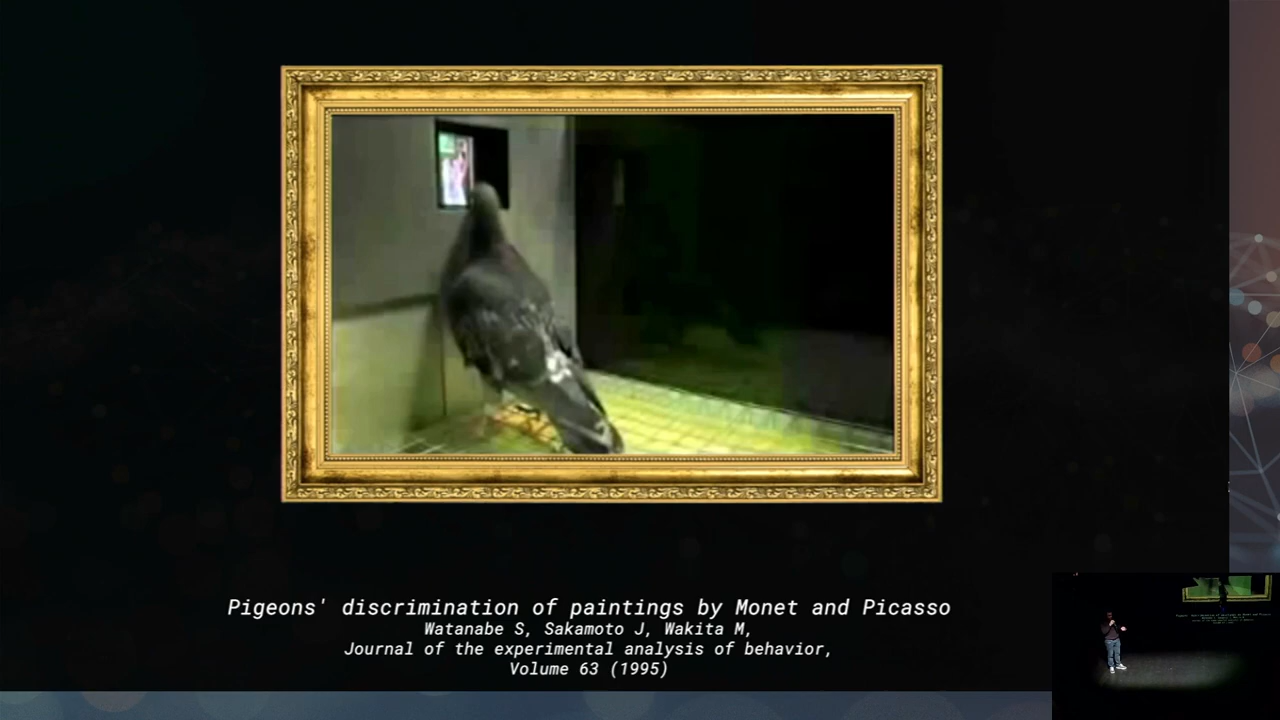 Pigeons' discrimination of paintings by Monet and Picasso
Watanabe S, Sakamoto J, Wakita M,
Journal of the experimental analysis of behavior,
Volume 63 (1995)